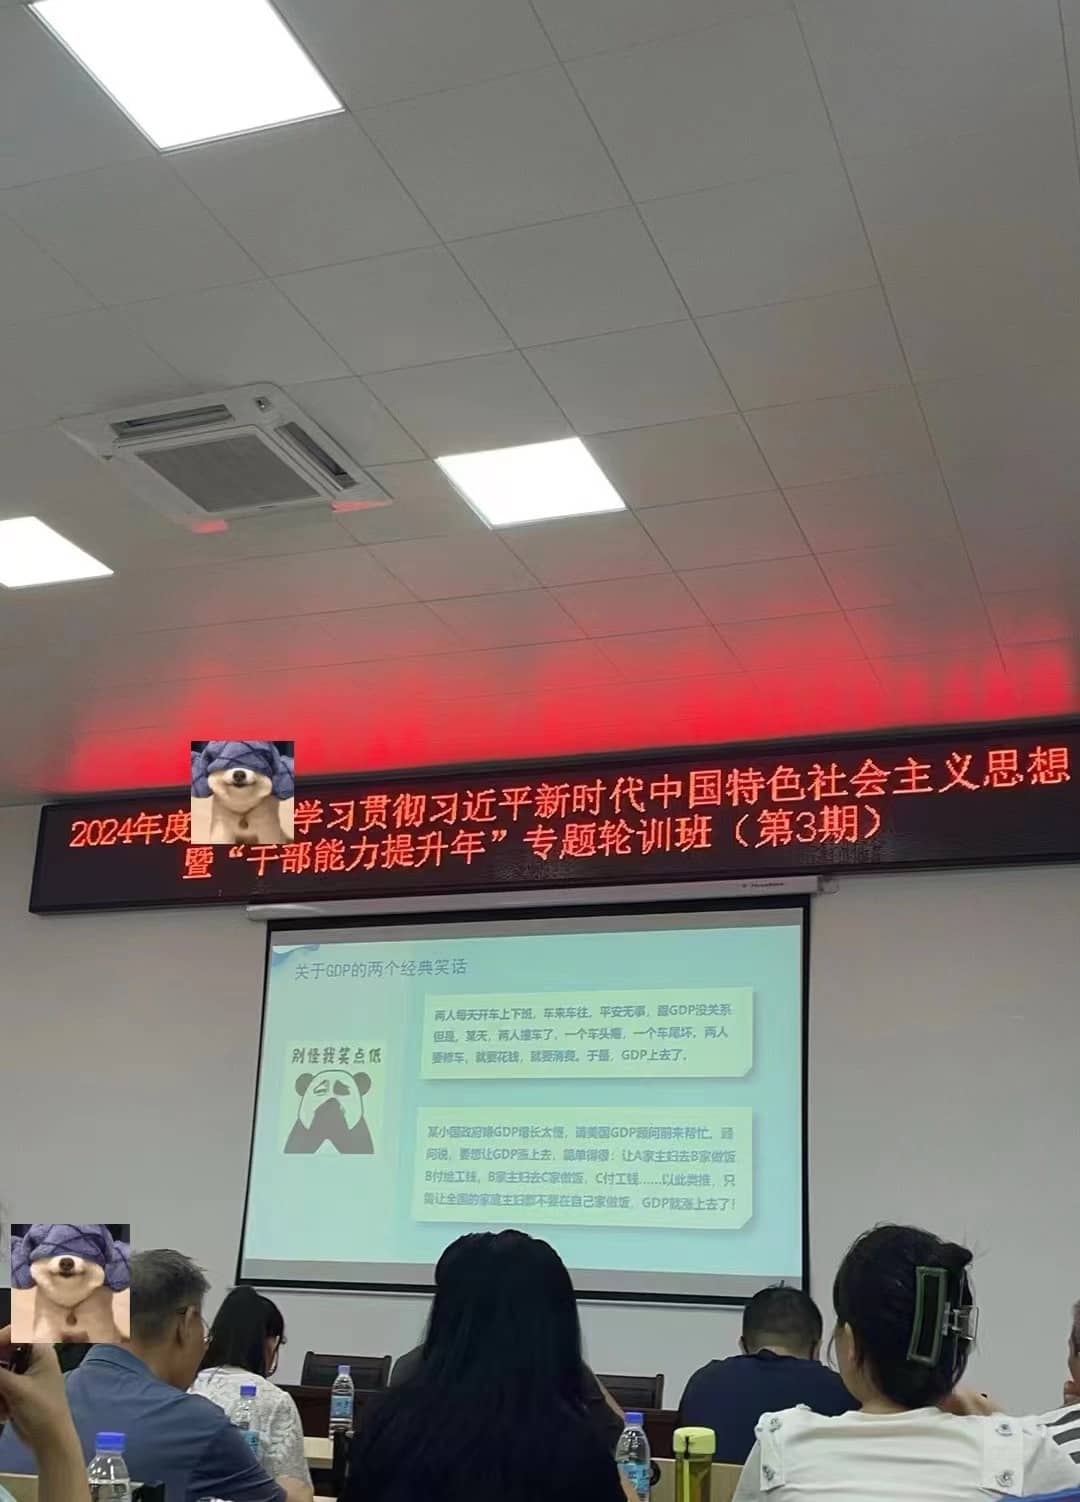 2024年度 学习贯彻习近平新时代中国特色社会主义思想
暨“干部能力提升年”专题轮训班（第3期）
关于GDP的两个经典笑话
两人每天开车上下班，车来车往，平安无事，跟GDP没关系
但是，某天，两人撞车了，一个车头瘪，一个车尾坏，两人
要修车，就要花钱，就要消费。于是，GDP上去了。
别怪我笑点低
某小国政府嫌GDP增长太慢，请美国GDP顾问前来帮忙。顾
问说，要想让GDP涨上去，简单得很：让A家主妇去B家做饭
B付给工钱，B家主妇去C家做饭，C付工钱……以此类推，只
需让全国的家庭主妇都不要在自己家做饭，GDP就涨上去了！